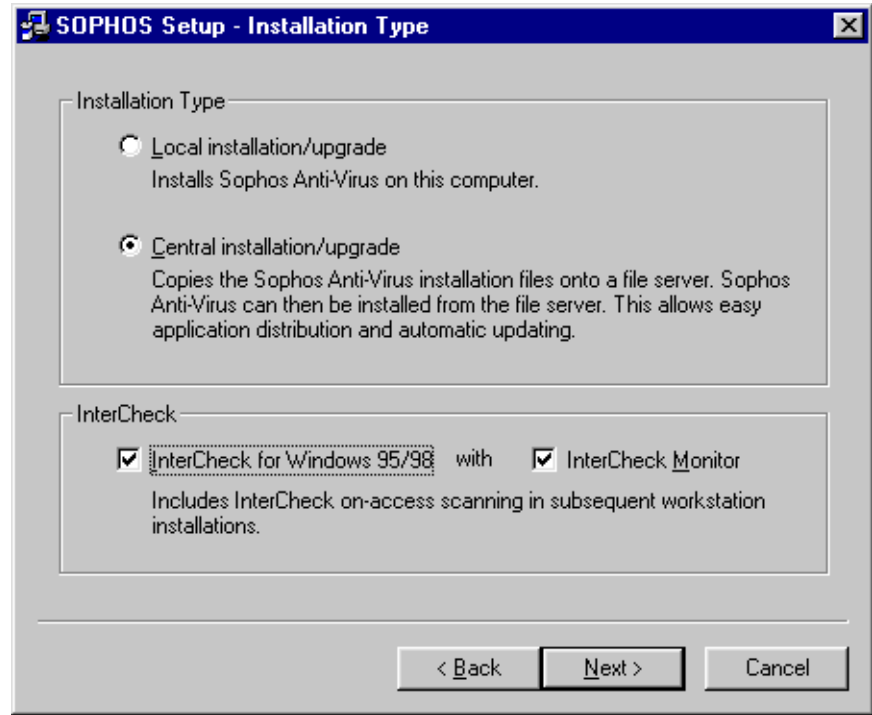 SOPHOS Setup - Installation Type
Installation Type
Local installation/upgrade
Installs Sophos Anti-Virus on this computer.
Central installation/upgrade
Copies the Sophos Anti-Virus installation files onto a file server. Sophos
Anti-Virus can then be installed from the file server. This allows easy
application distribution and automatic updating.
InterCheck
InterCheck for Windows 95/98 with InterCheck Monitor
Includes InterCheck on-access scanning in subsequent workstation
installations.
< Back Next > Cancel